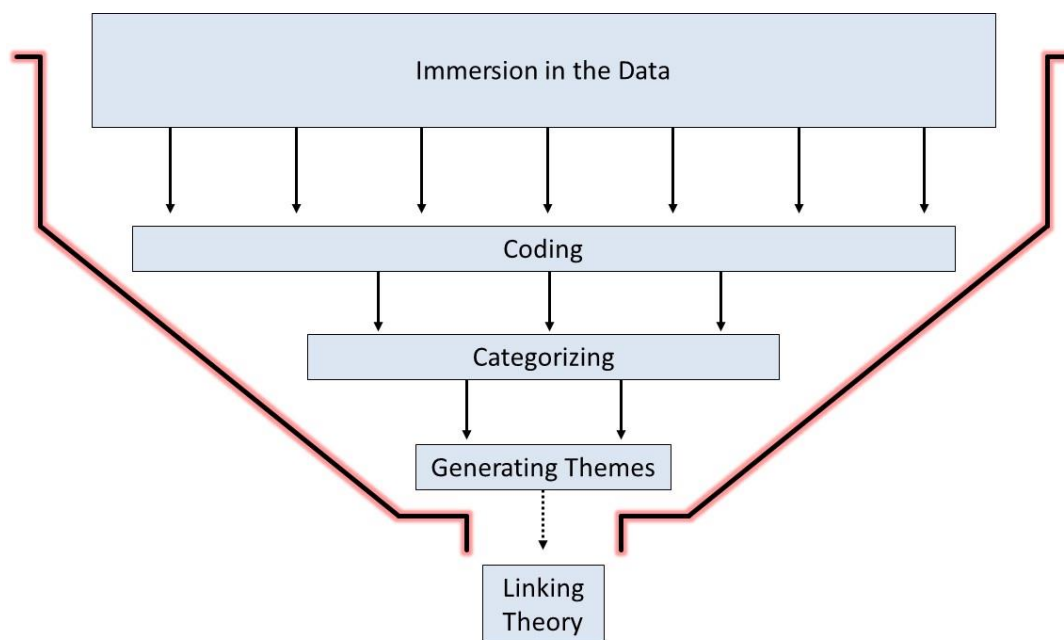 Immersion in the Data
Coding
Categorizing
Generating Themes
Linking
Theory